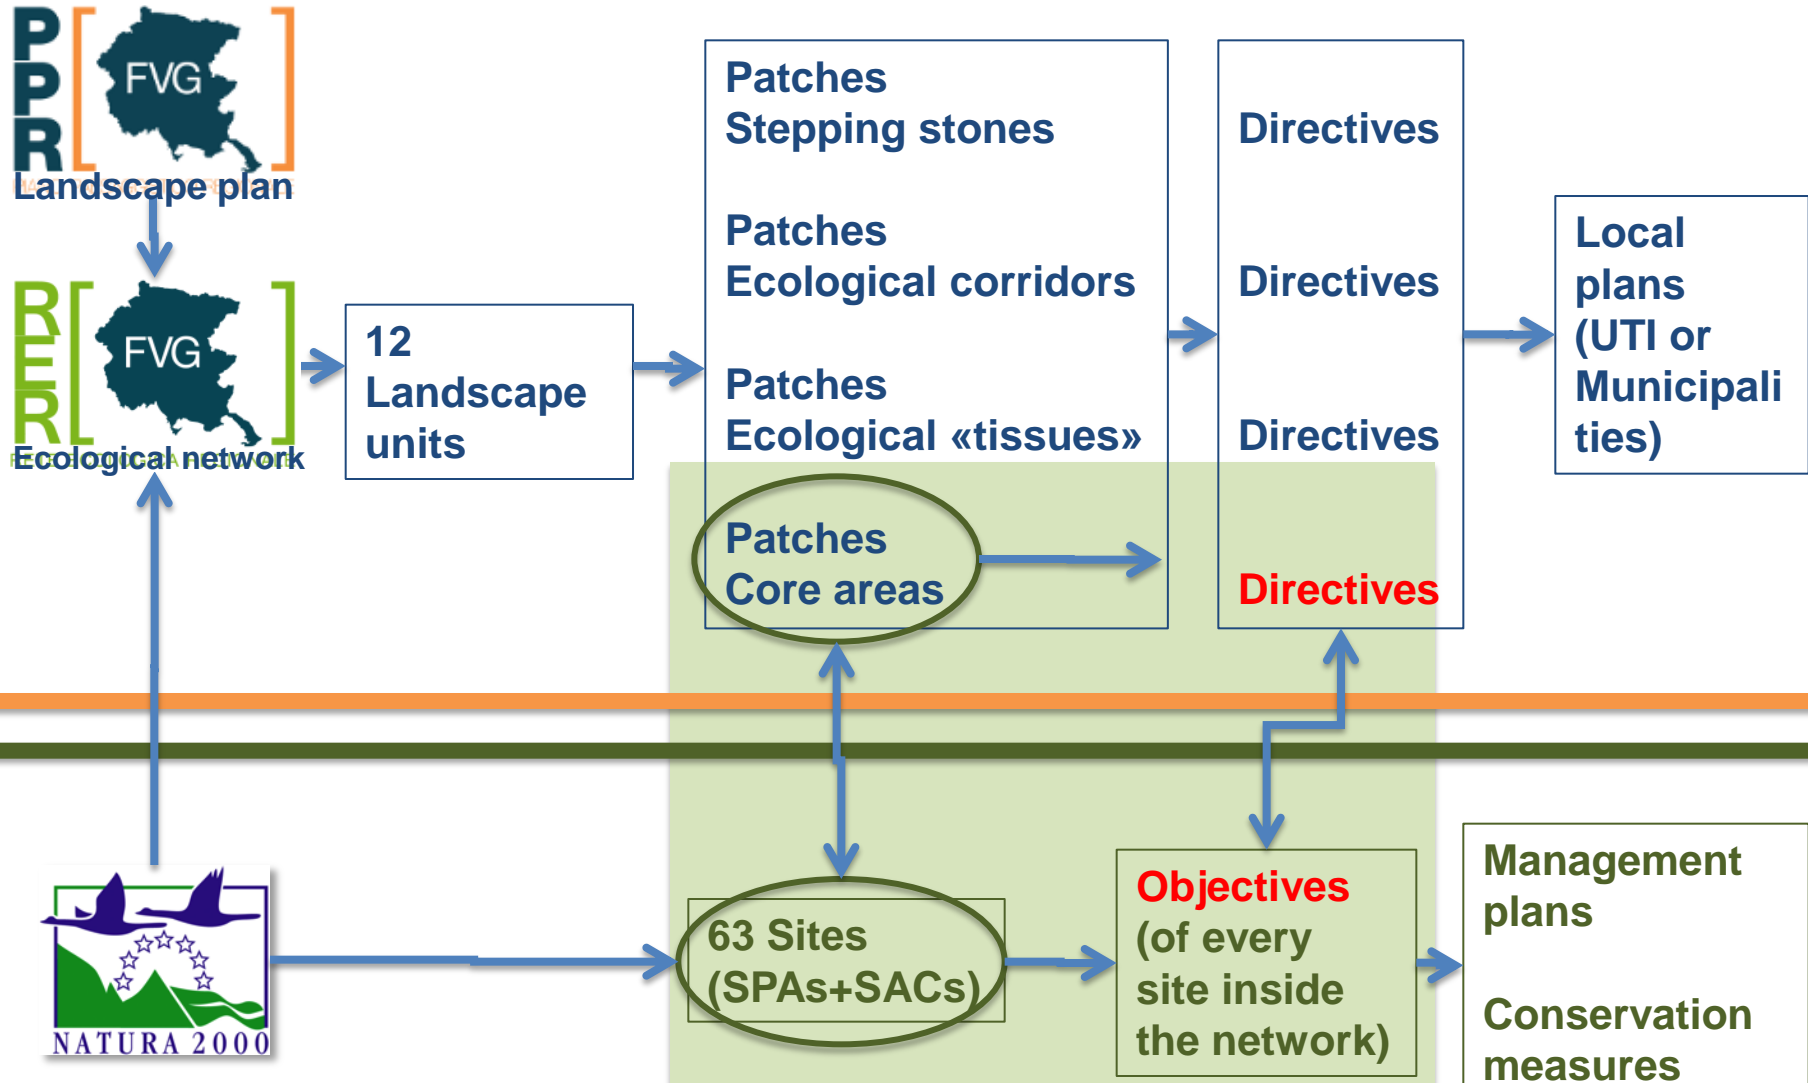 PPR
FVG
Landscape plan
RER
FVG
Ecological network
12
Landscape
units
Patches
Stepping stones
Patches
Ecological corridors
Patches
Ecological «tissues»
Patches
Core areas
Directives
Directives
Directives
Directives
Local
plans
(UTI or
Municipali
ties)
NATURA 2000
63 Sites
(SPAs+SACs)
Objectives
(of every
site inside
the network)
Management
plans
Conservation
measures